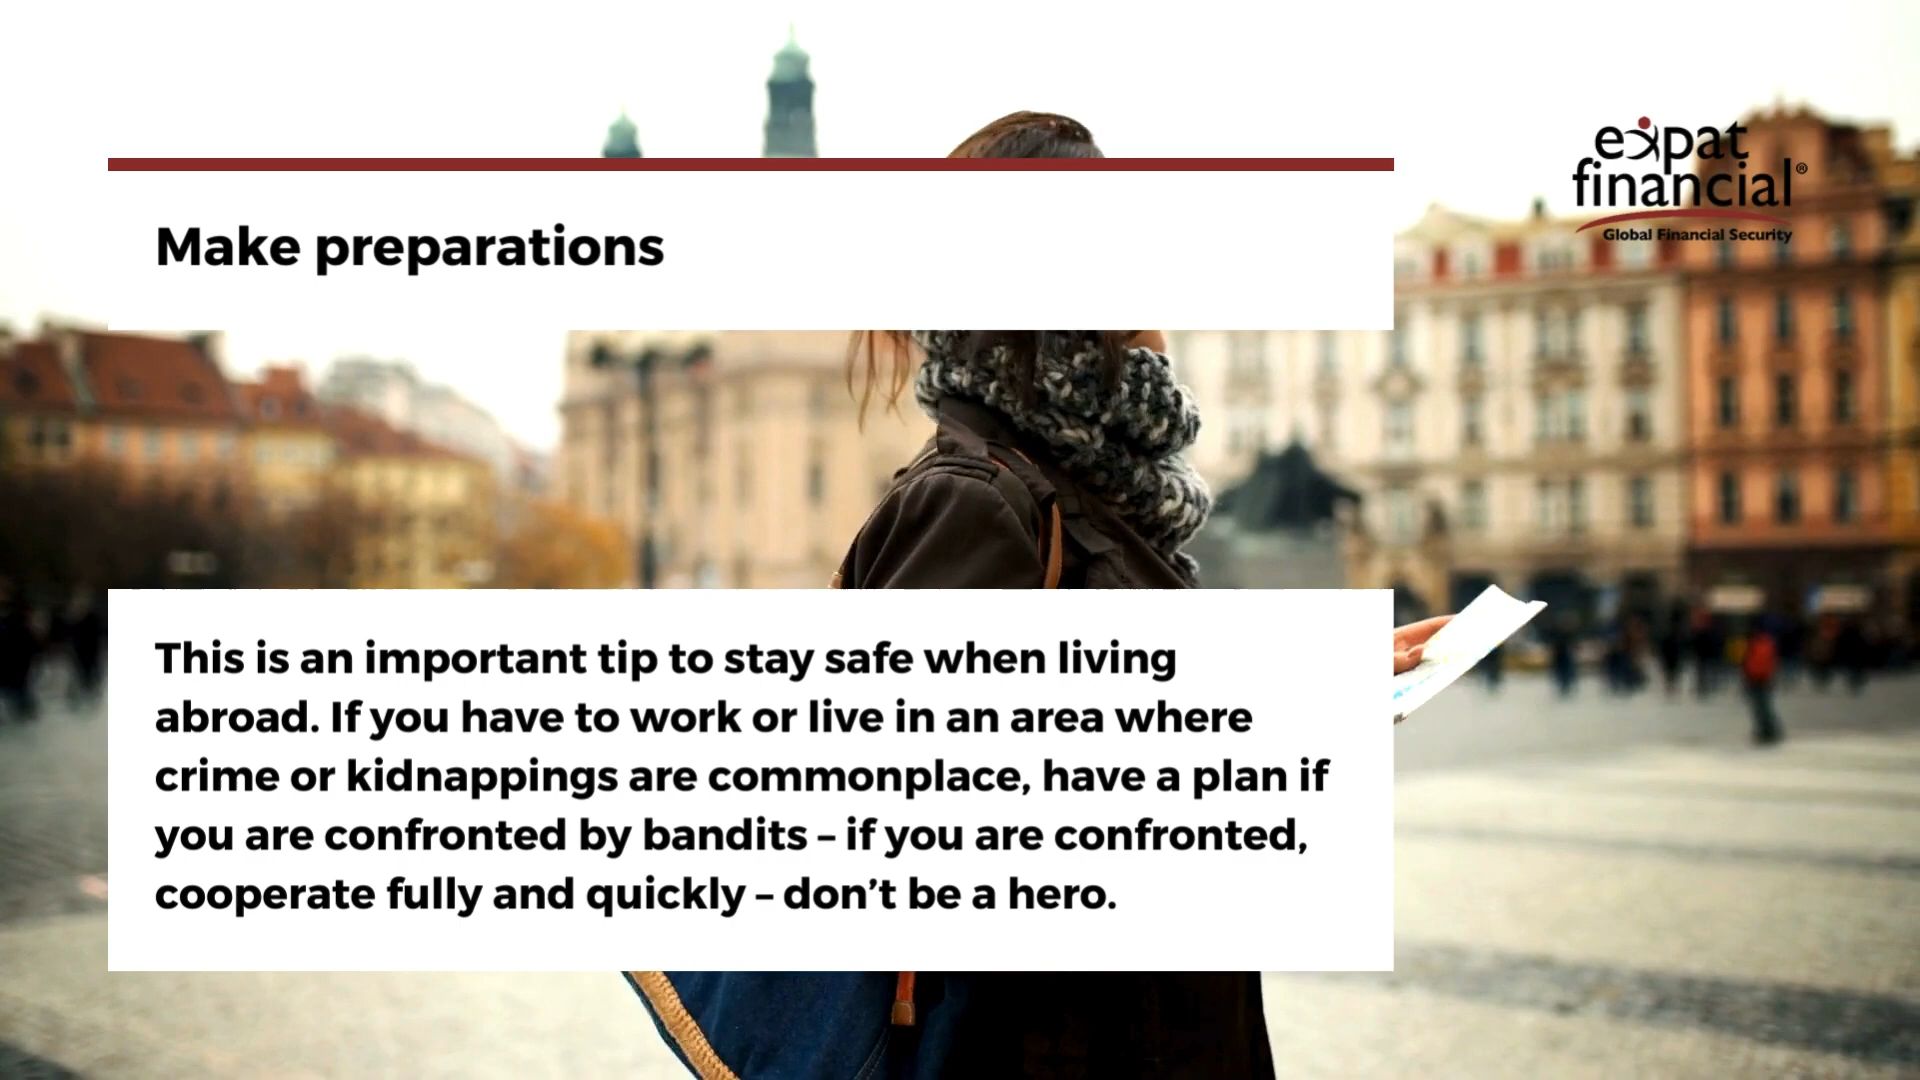 expat
financial®
Global Financial Security
Make preparations
This is an important tip to stay safe when living
abroad. If you have to work or live in an area where
crime or kidnappings are commonplace, have a plan if
you are confronted by bandits – if you are confronted,
cooperate fully and quickly – don’t be a hero.